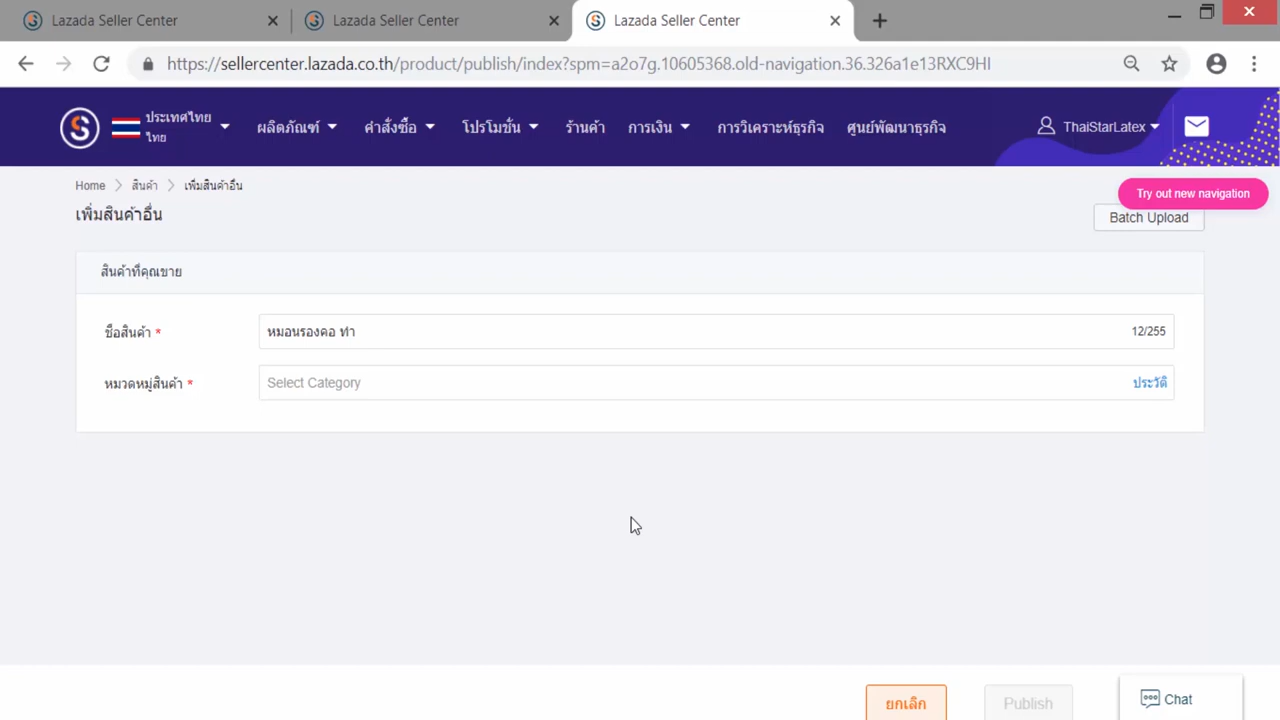 Lazada Seller Center
Lazada Seller Center
Lazada Seller Center
https://sellercenter.lazada.co.th/product/publish/index?spm=a2o7g.10605368.old-navigation.36.326a1e13RXC9HI
ประเทศไทย
ไทย
ผลิตภัณฑ์
คำสั่งซื้อ
โปรโมชั่น
ร้านค้า
การเงิน
การวิเคราะห์ธุรกิจ
ศูนย์พัฒนาธุรกิจ
ThaiStarLatex
Home
สินค้า
เพิ่มสินค้าอื่น
Try out new navigation
เพิ่มสินค้าอื่น
Batch Upload
สินค้าที่คุณขาย
ชื่อสินค้า *
หมอนรองคอ ท่า
12/255
หมวดหมู่สินค้า *
Select Category
ประวัติ
ยกเลิก
Publish
Chat